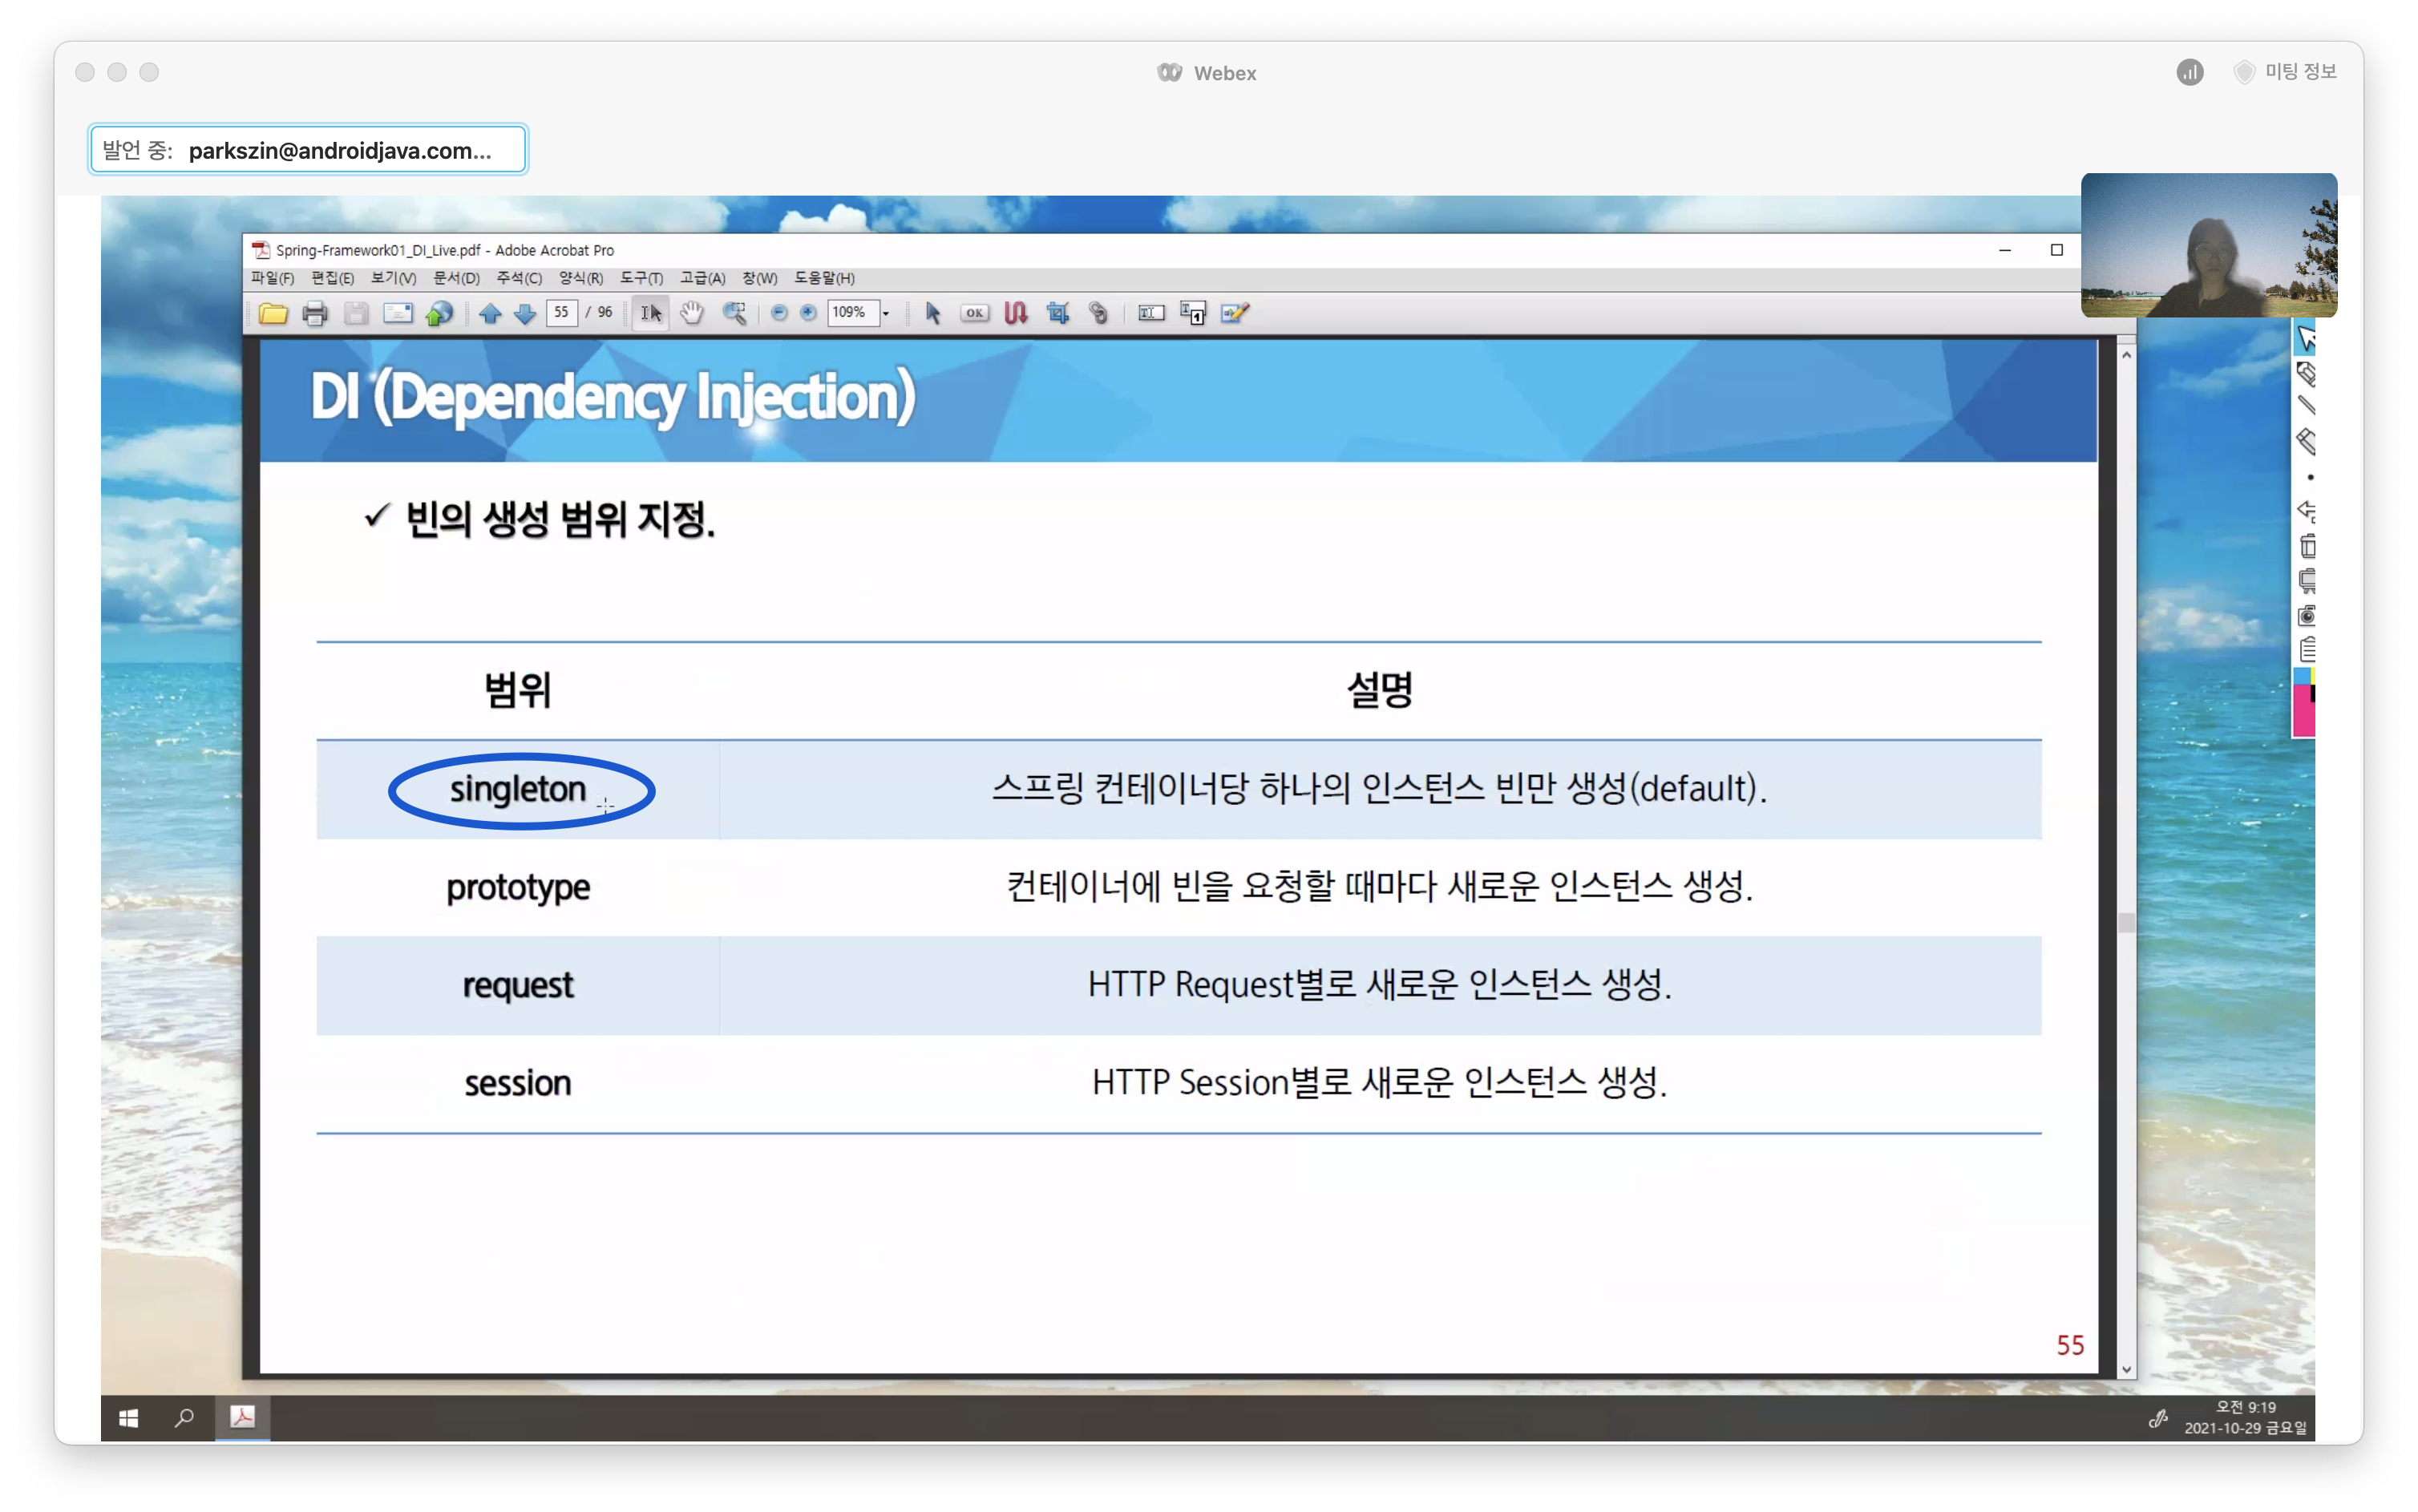 Webex
미팅 정보
발언 중: parkszin@androidjava.com...
Spring-Framework01_DI_Live.pdf - Adobe Acrobat Pro
파일(F) 편집(E) 보기(V) 문서(D) 주석(C) 양식(R) 도구(T) 고급(A) 창(W) 도움말(H)
55 / 96 109% OK
DI (Dependency Injection)
✓ 빈의 생성 범위 지정.
범위 설명
singleton 스프링 컨테이너당 하나의 인스턴스 빈만 생성(default).
prototype 컨테이너에 빈을 요청할 때마다 새로운 인스턴스 생성.
request HTTP Request별로 새로운 인스턴스 생성.
session HTTP Session별로 새로운 인스턴스 생성.
55
오전 9:19
2021-10-29 금요일